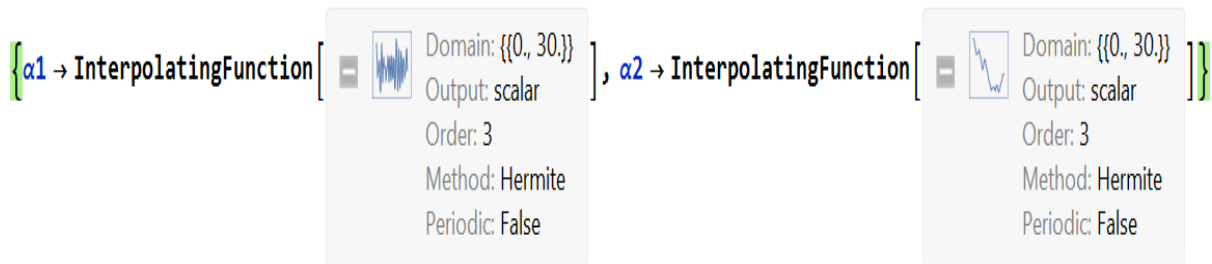 {α1 → InterpolatingFunction[ Domain: {{0., 30.}} ], α2 → InterpolatingFunction[ Domain: {{0., 30.}} ]}
Output: scalar Output: scalar
Order: 3 Order: 3
Method: Hermite Method: Hermite
Periodic: False Periodic: False